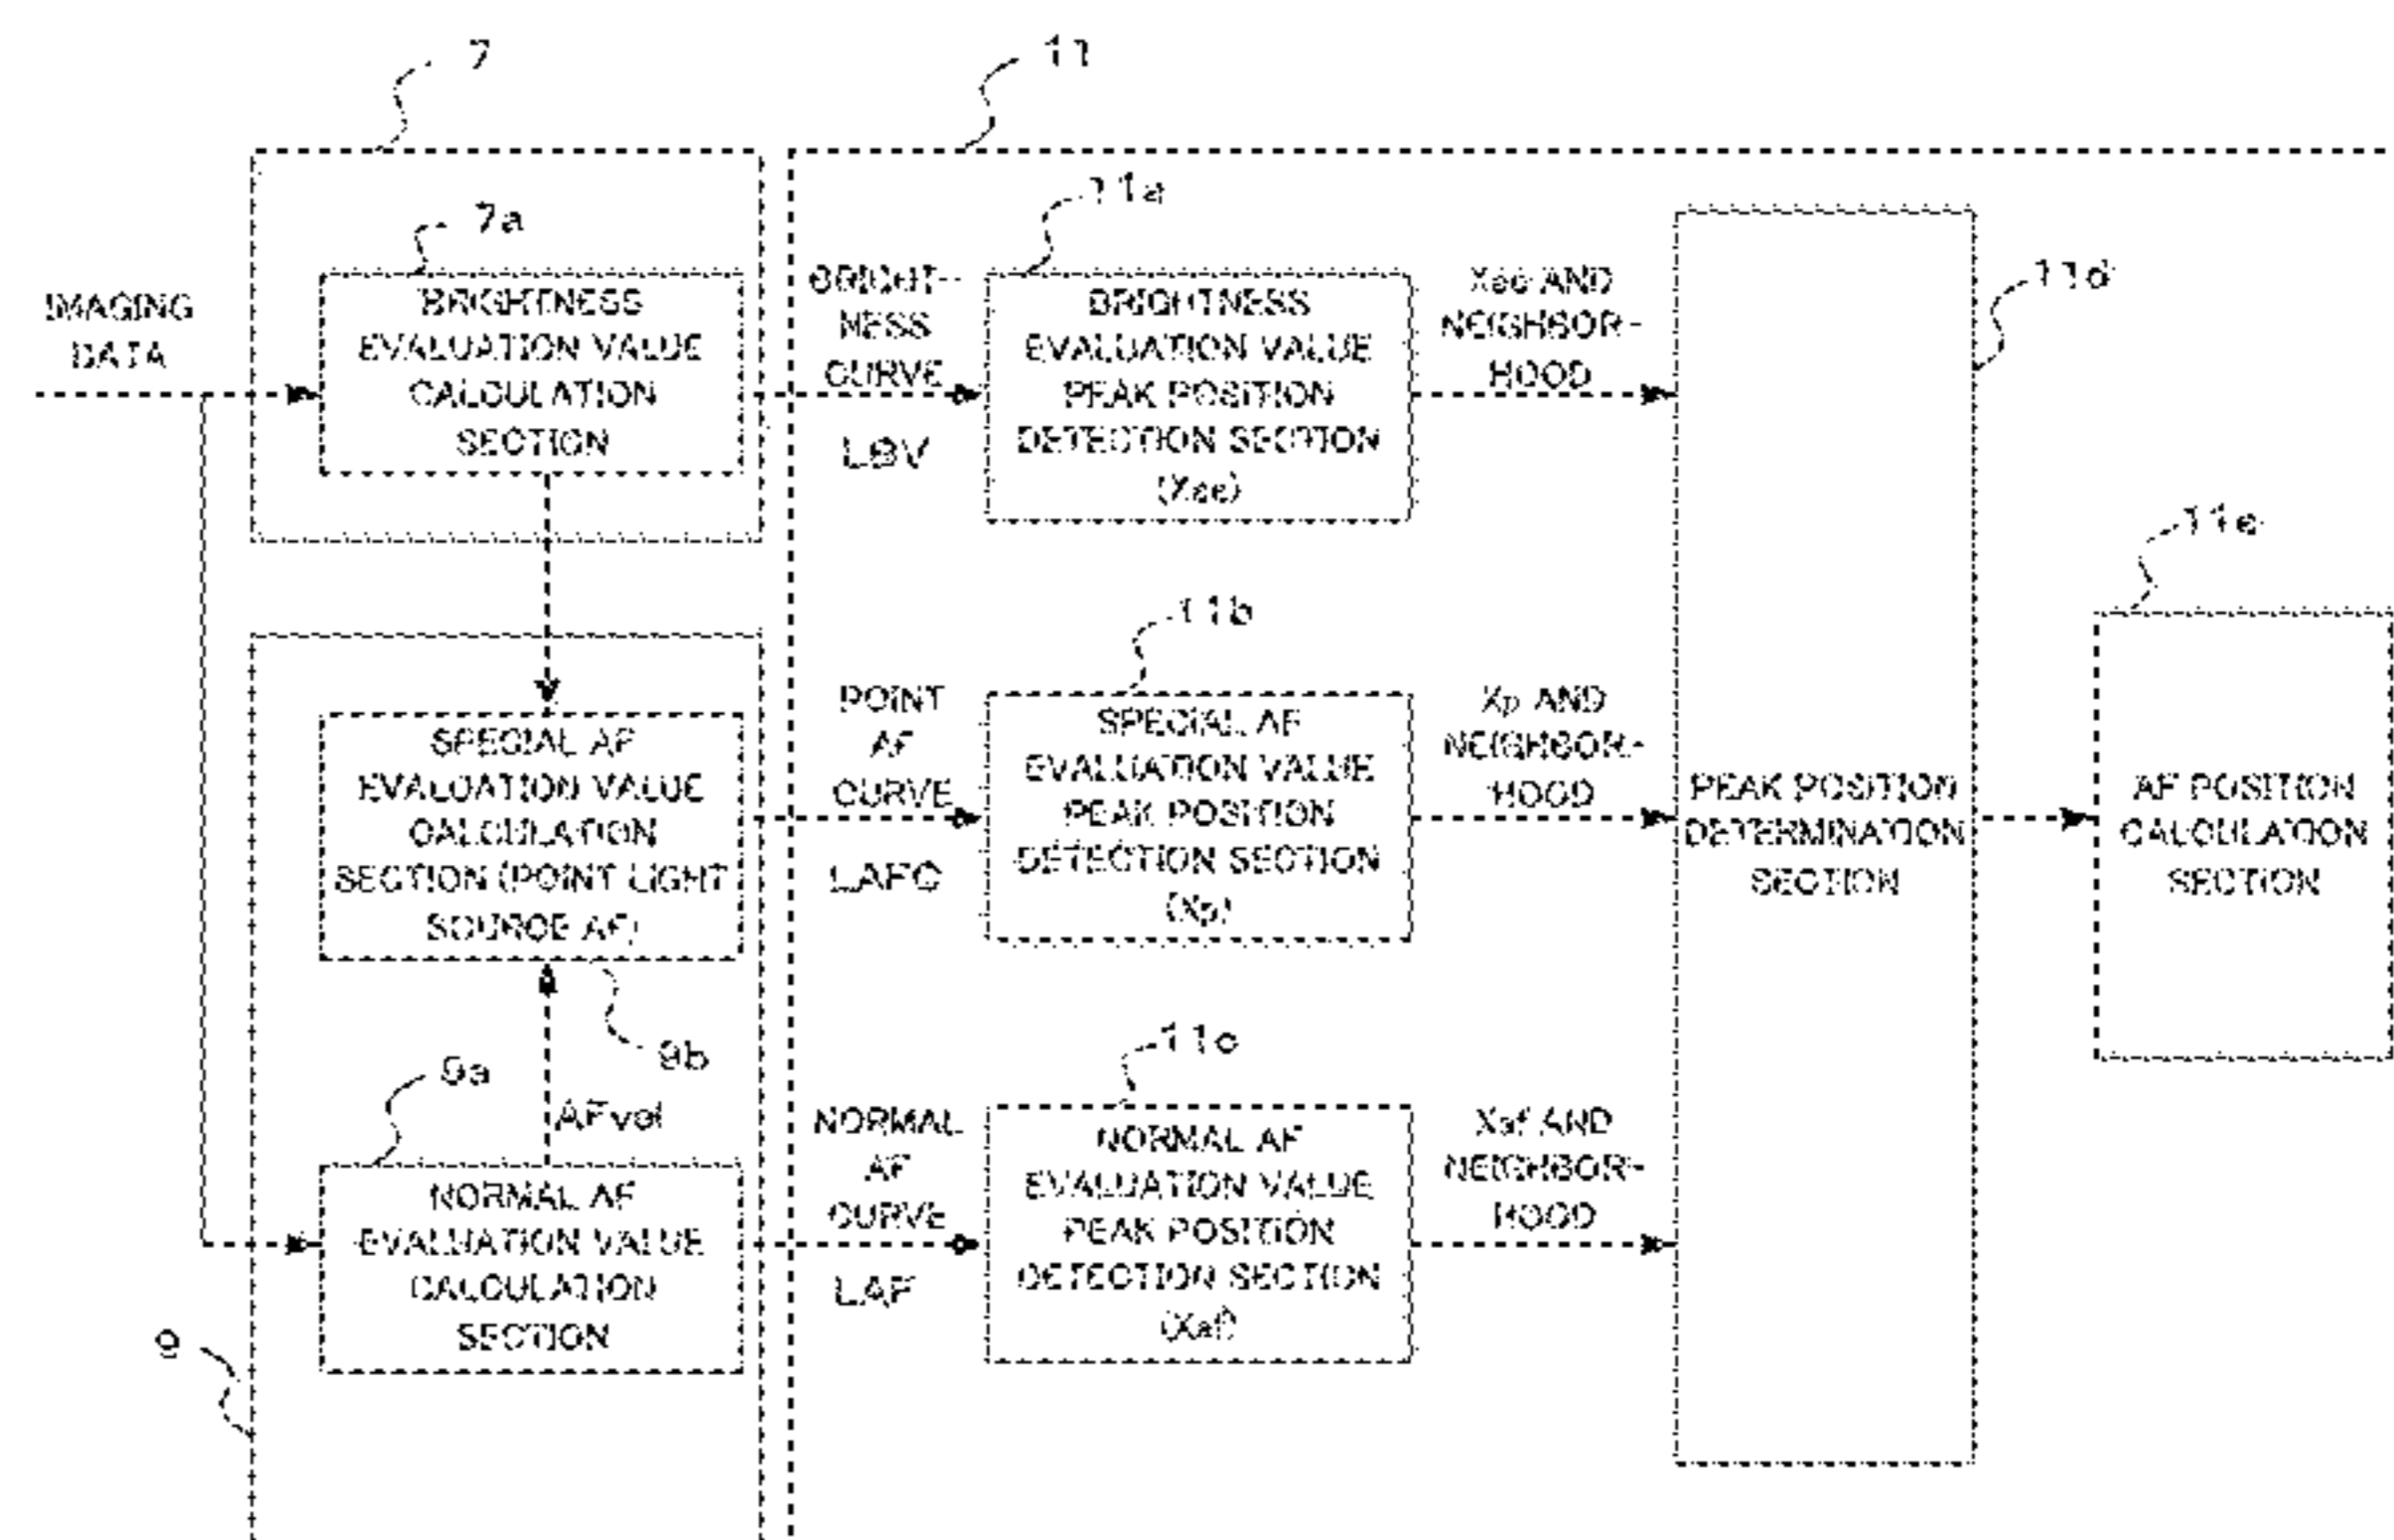 7
11
7a
11a
11d
IMAGING
DATA
BRIGHTNESS
EVALUATION VALUE
CALCULATION
SECTION
BRIGHT-
NESS
CURVE
LBV
BRIGHTNESS
EVALUATION VALUE
PEAK POSITION
DETECTION SECTION
(Xae)
Xae AND
NEIGHBOR-
HOOD
11e
11b
SPECIAL AF
EVALUATION VALUE
CALCULATION
SECTION (POINT LIGHT
SOURCE AF)
POINT
AF
CURVE
LAFC
SPECIAL AF
EVALUATION VALUE
PEAK POSITION
DETECTION SECTION
(Xp)
Xp AND
NEIGHBOR-
HOOD
PEAK POSITION
DETERMINATION
SECTION
AF POSITION
CALCULATION
SECTION
9b
9a
AFval
11c
NORMAL AF
EVALUATION VALUE
CALCULATION
SECTION
NORMAL
AF
CURVE
LAF
NORMAL AF
EVALUATION VALUE
PEAK POSITION
DETECTION SECTION
(Xaf)
Xaf AND
NEIGHBOR-
HOOD
9